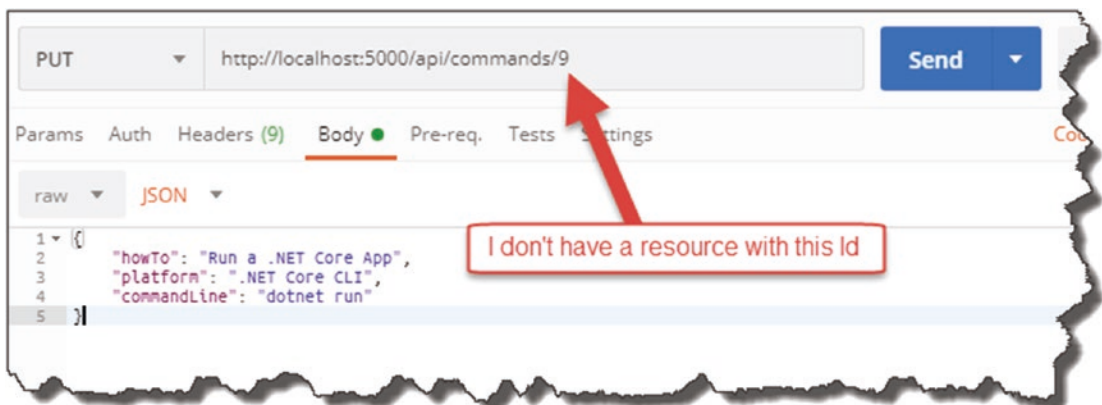 PUT http://localhost:5000/api/commands/9 Send
Params Auth Headers (9) Body Pre-req. Tests Settings
raw JSON
I don't have a resource with this Id
1 {
2 "howTo": "Run a .NET Core App",
3 "platform": ".NET Core CLI",
4 "commandLine": "dotnet run"
5 }